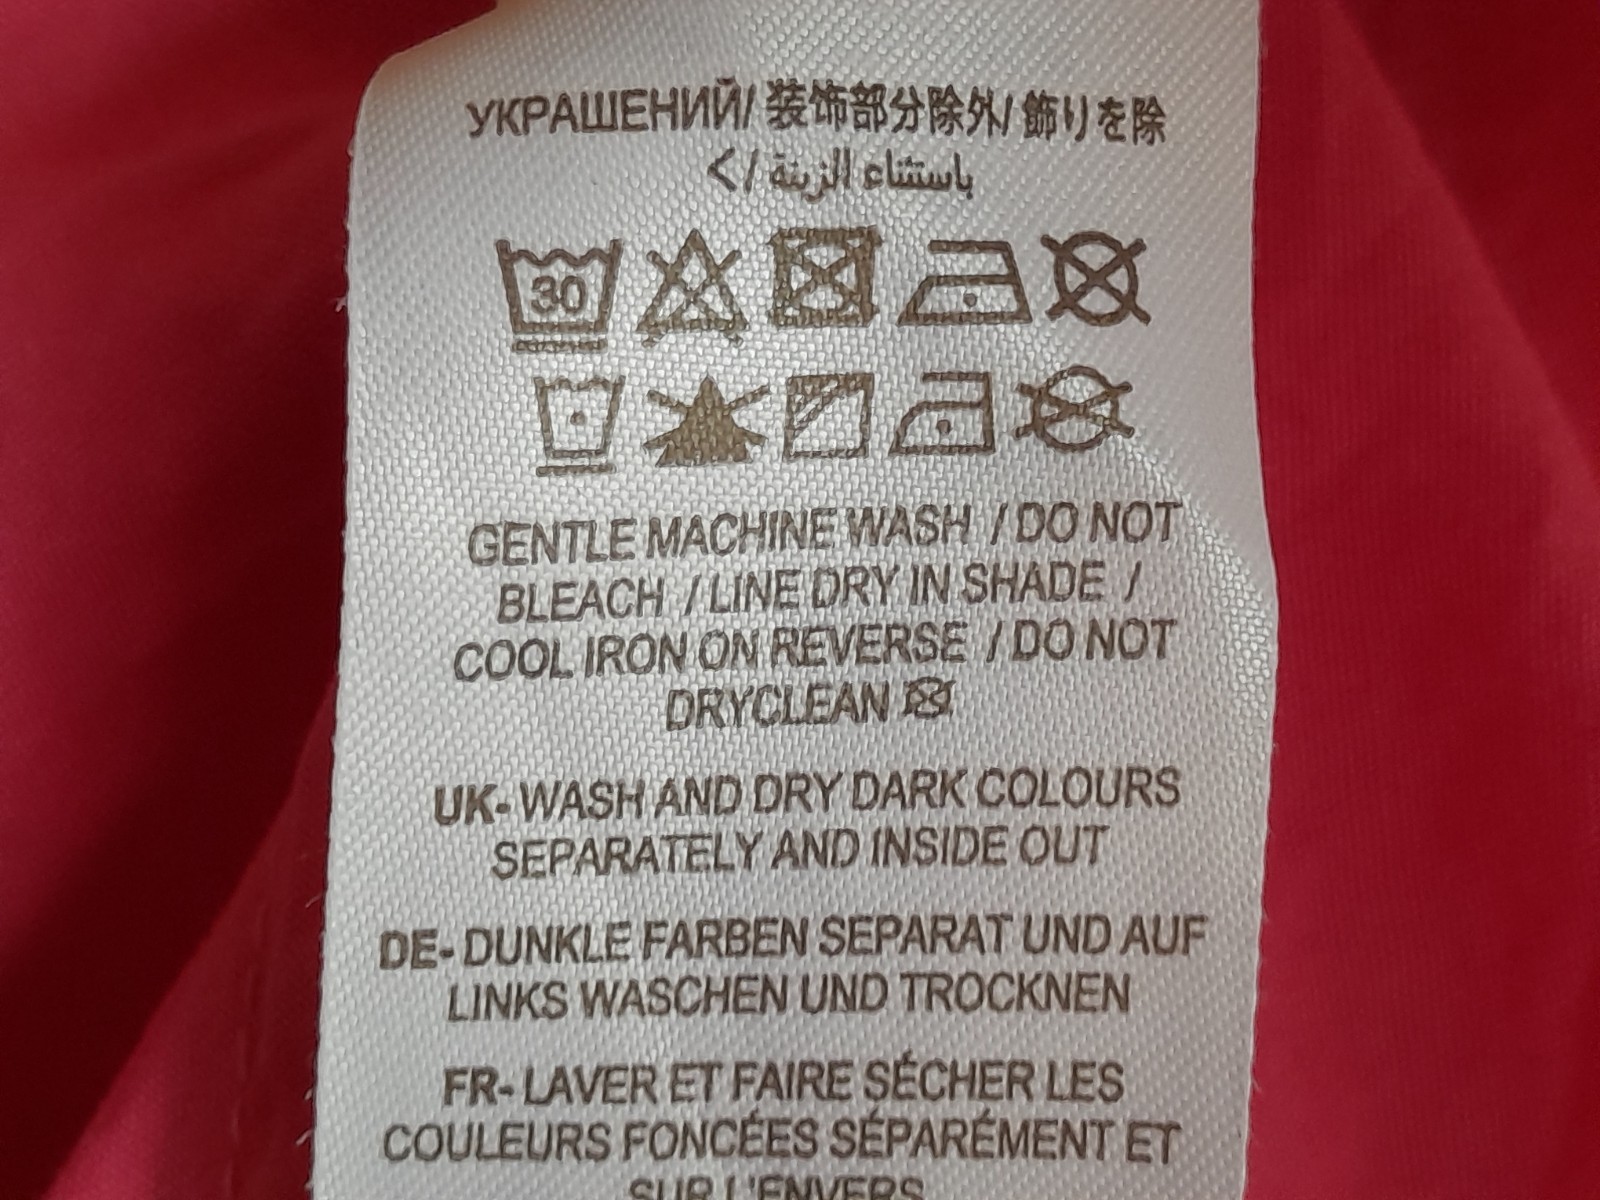 УКРАШЕНИЙ/ 装饰部分除外/ 飾りを除
باستثناء الزينة /<
30
GENTLE MACHINE WASH / DO NOT
BLEACH / LINE DRY IN SHADE /
COOL IRON ON REVERSE / DO NOT
DRYCLEAN
UK- WASH AND DRY DARK COLOURS
SEPARATELY AND INSIDE OUT
DE- DUNKLE FARBEN SEPARAT UND AUF
LINKS WASCHEN UND TROCKNEN
FR- LAVER ET FAIRE SÉCHER LES
COULEURS FONCÉES SÉPARÉMENT ET
SUR L'ENVERS